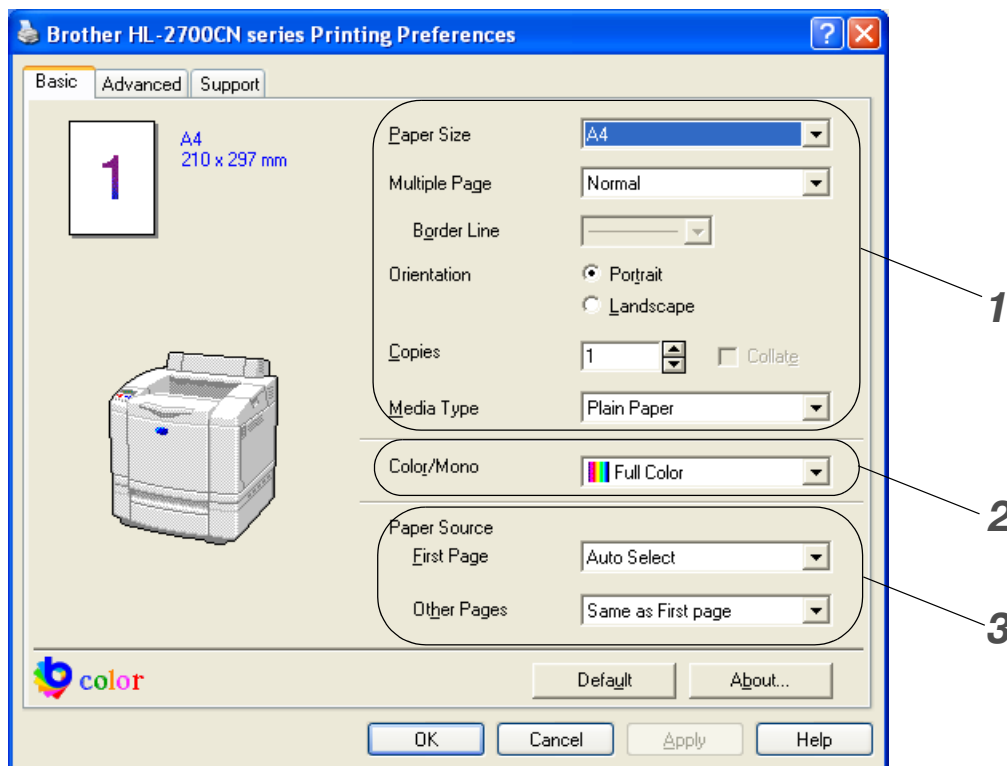 Brother HL-2700CN series Printing Preferences
Basic Advanced Support
1
A4
210 x 297 mm
Paper Size A4
Multiple Page Normal
Border Line
Orientation Portrait
Landscape
1
Copies 1 Collate
Media Type Plain Paper
Color/Mono Full Color
2
Paper Source
First Page Auto Select
Other Pages Same as First page
3
color
Default About...
OK Cancel Apply Help